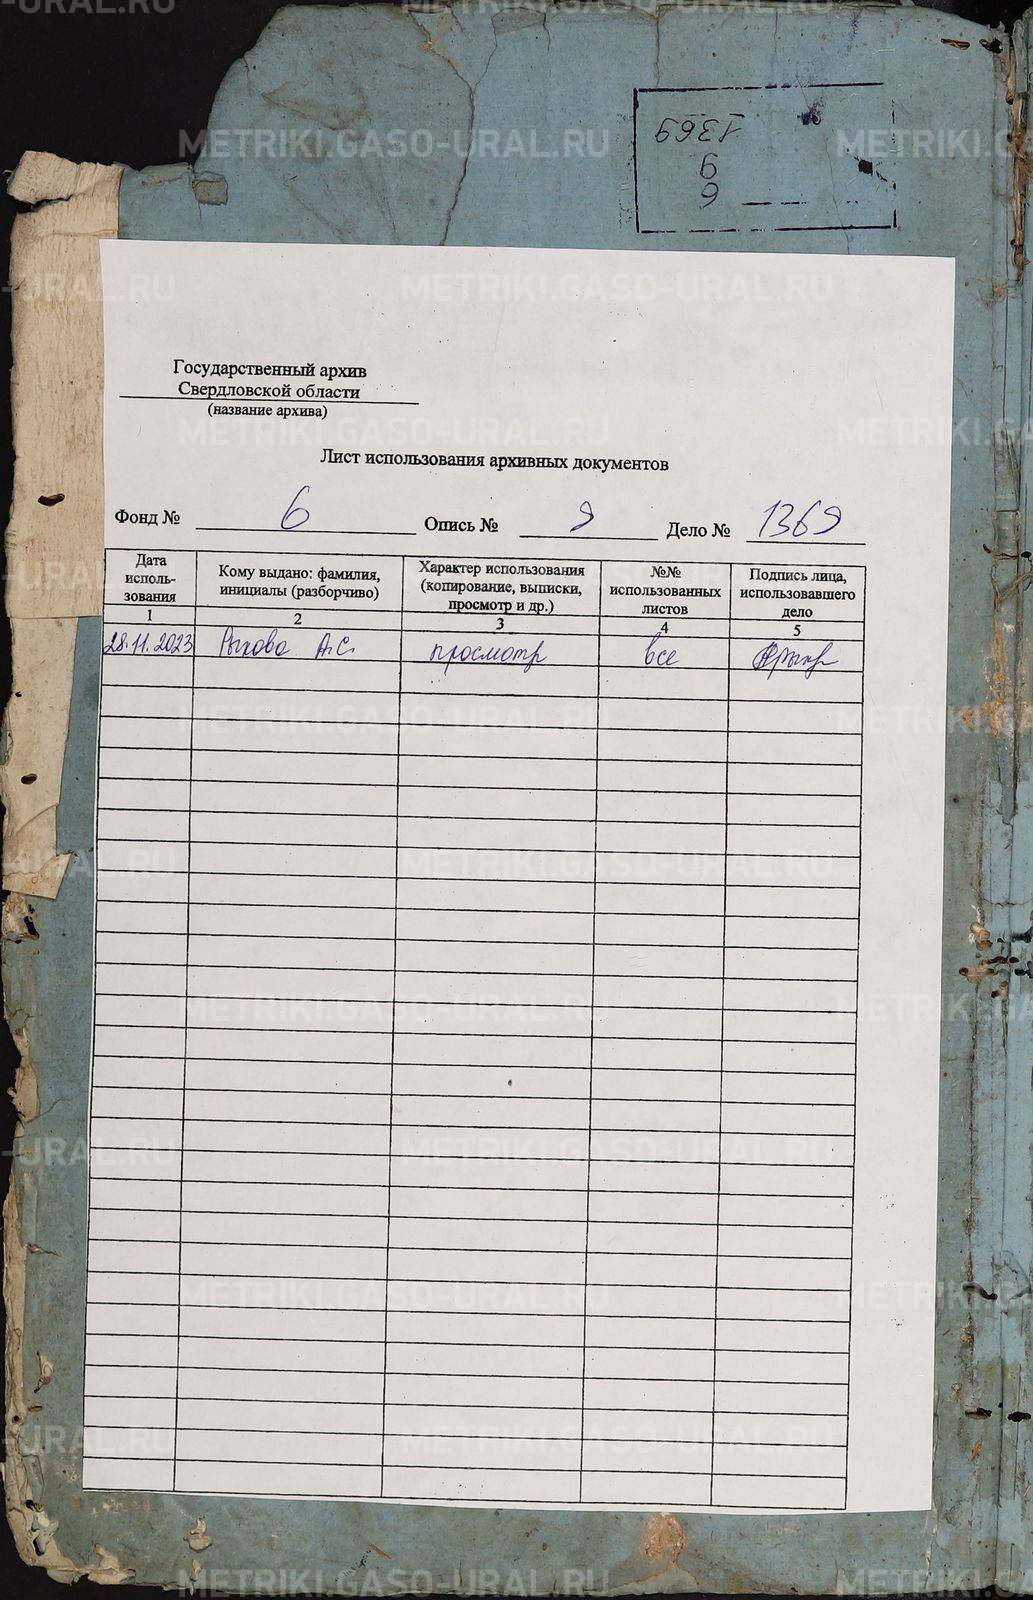 1369
9
6
Государственный архив
Свердловской области
(название архива)
Лист использования архивных документов
Фонд № 6 Опись № 9 Дело № 1369
Дата использования | Кому выдано: фамилия, инициалы (разборчиво) | Характер использования (копирование, выписки, просмотр и др.) | №№ использованных листов | Подпись лица, использовавшего дело
1 2 3 4 5
28.11.2023 А.С. просмотр все
METRIKI.GASO-URAL.RU